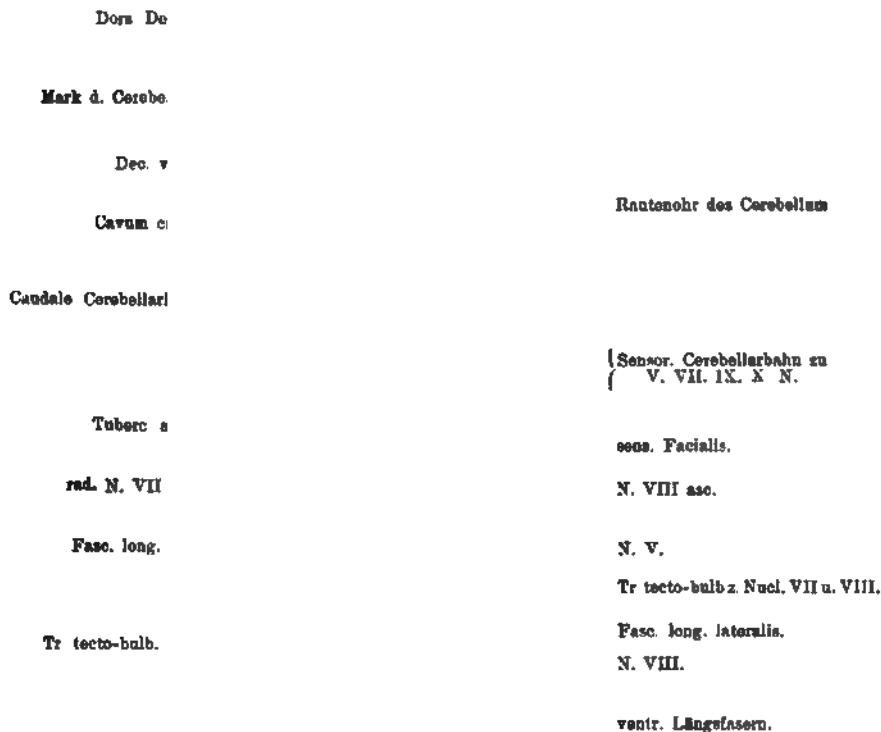 Dors De
Mark d. Cerebe
Dec. v
Cavum c
Caudale Cerebellarl
Tuberc a
rad. N. VII
Fasc. long.
Tr tecto-bulb.
Rautenohr des Cerebellum
Sensor. Cerebellarbahn zu
V. VII. IX. X N.
sens. Facialis.
N. VIII asc.
N. V.
Tr tecto-bulb z. Nucl. VII u. VIII.
Fasc. long. lateralis.
N. VIII.
ventr. Längsfasern.